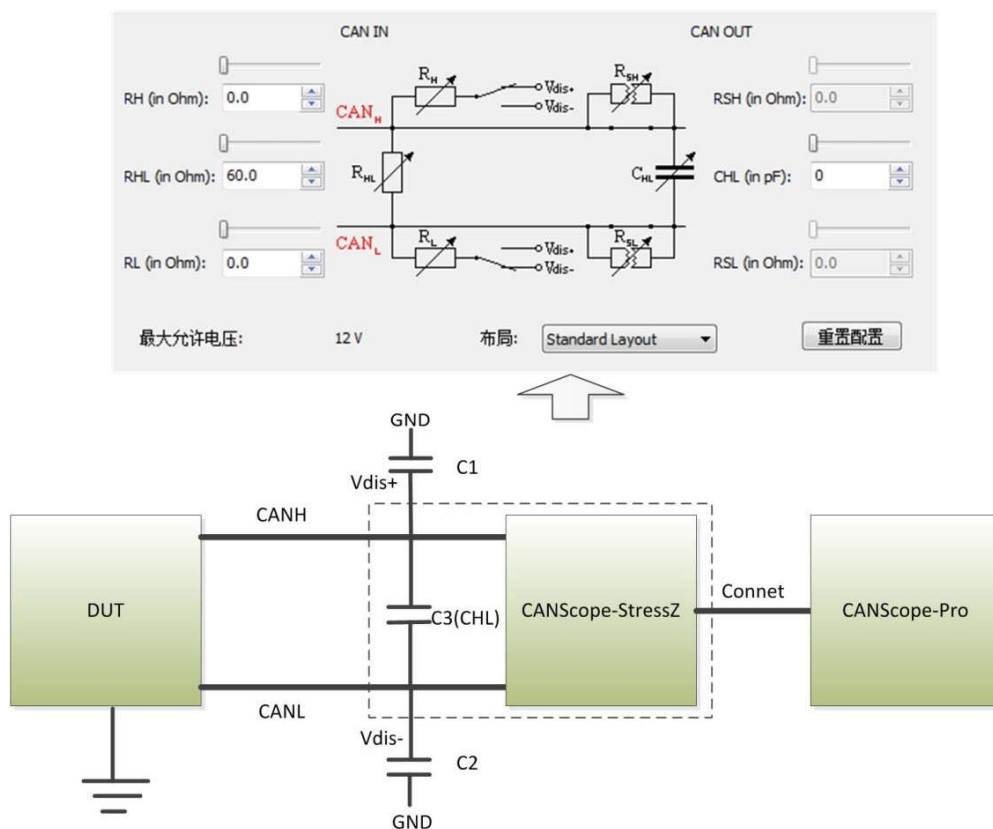 CAN IN
CAN OUT
RH (in Ohm): 0.0
RHL (in Ohm): 60.0
RL (in Ohm): 0.0
R_H
Vdis+
Vdis-
R_SH
CAN_H
R_HL
C_HL
CAN_L
R_L
Vdis+
Vdis-
R_SL
RSH (in Ohm): 0.0
CHL (in pF): 0
RSL (in Ohm): 0.0
最大允许电压: 12 V
布局: Standard Layout
重置配置
GND
C1
Vdis+
CANH
DUT
C3(CHL)
CANScope-StressZ
Connet
CANScope-Pro
CANL
Vdis-
C2
GND